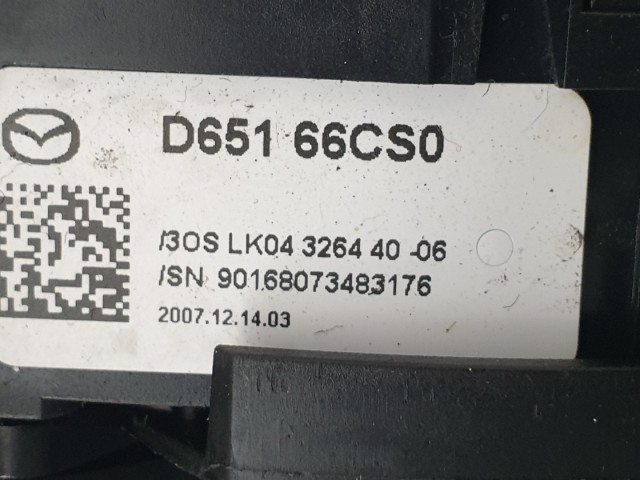 D651 66CS0
/3OS LK04 3264 40 -06
/SN 90168073483176
2007.12.14.03